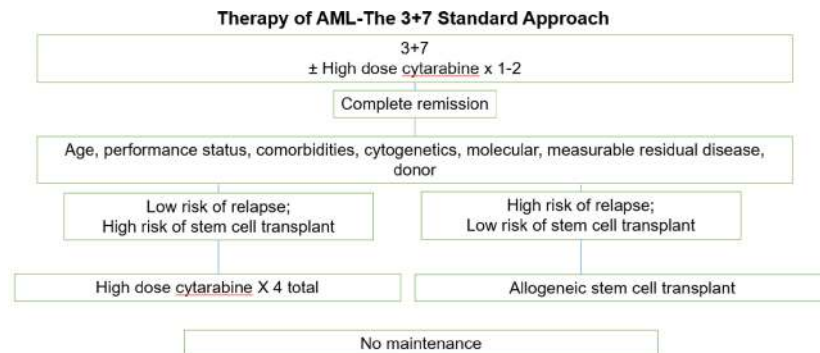 Therapy of AML-The 3+7 Standard Approach
3+7
± High dose cytarabine x 1-2
Complete remission
Age, performance status, comorbidities, cytogenetics, molecular, measurable residual disease,
donor
Low risk of relapse;
High risk of stem cell transplant
High risk of relapse;
Low risk of stem cell transplant
High dose cytarabine X 4 total
Allogeneic stem cell transplant
No maintenance